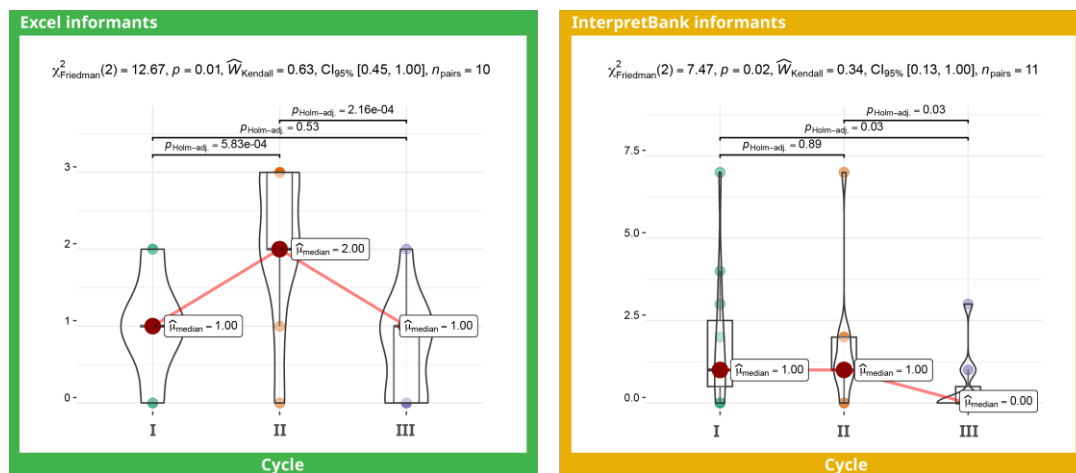 Excel informants
χ²Friedman(2) = 12.67, p = 0.01, ŴKendall = 0.63, CI95% [0.45, 1.00], npairs = 10
pHolm-adj. = 2.16e-04
pHolm-adj. = 0.53
pHolm-adj. = 5.83e-04
3
2
1
0
μ̂median = 2.00
μ̂median = 1.00
μ̂median = 1.00
I II III
Cycle
InterpretBank informants
χ²Friedman(2) = 7.47, p = 0.02, ŴKendall = 0.34, CI95% [0.13, 1.00], npairs = 11
pHolm-adj. = 0.03
pHolm-adj. = 0.03
pHolm-adj. = 0.89
7.5
5.0
2.5
0.0
μ̂median = 1.00
μ̂median = 1.00
μ̂median = 0.00
I II III
Cycle